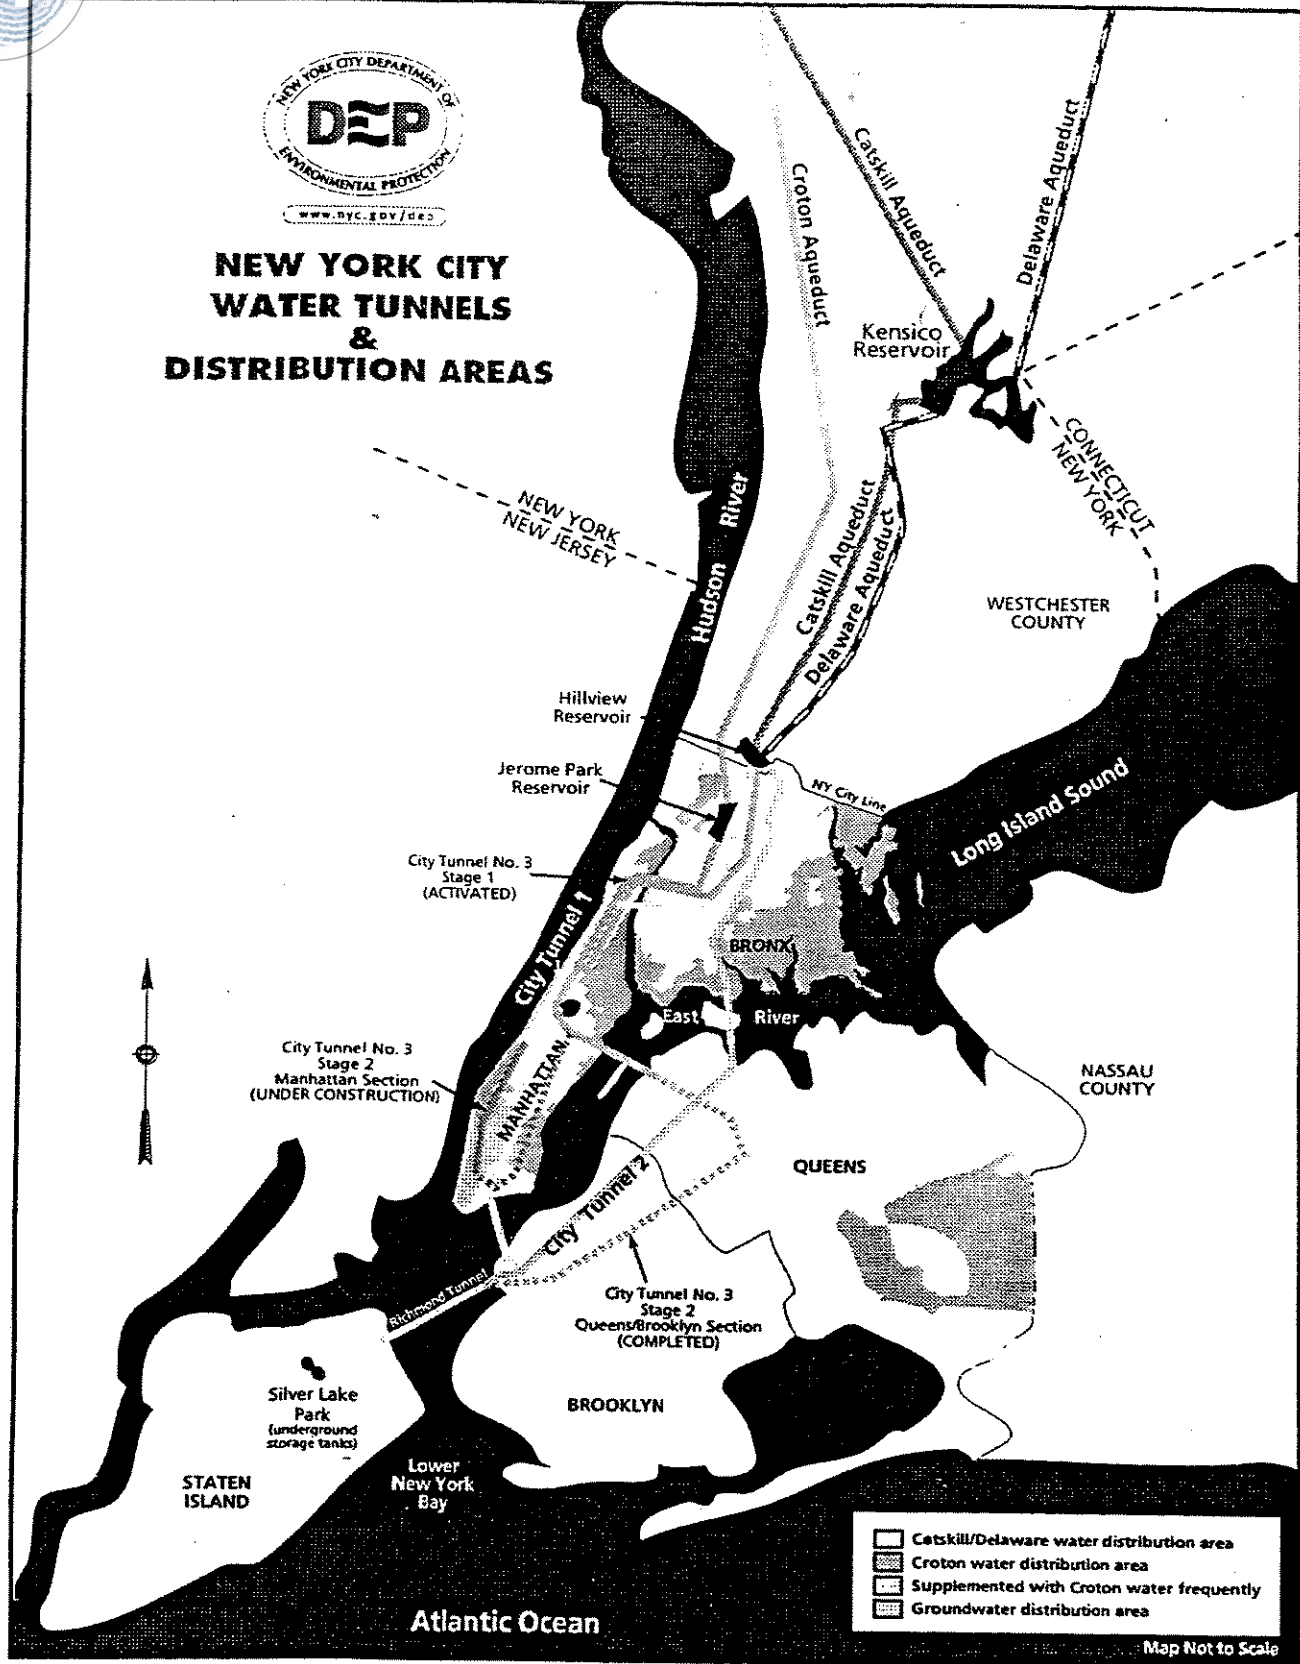 NEW YORK CITY DEPARTMENT OF
DEP
ENVIRONMENTAL PROTECTION
www.nyc.gov/dep
NEW YORK CITY
WATER TUNNELS
&
DISTRIBUTION AREAS
Croton Aqueduct
Catskill Aqueduct
Delaware Aqueduct
Kensico
Reservoir
CONNECTICUT
NEW YORK
NEW YORK
NEW JERSEY
Hudson River
Catskill Aqueduct
Delaware Aqueduct
WESTCHESTER
COUNTY
Hillview
Reservoir
Jerome Park
Reservoir
NY City Line
Long Island Sound
City Tunnel No. 3
Stage 1
(ACTIVATED)
City Tunnel 1
BRONX
East River
City Tunnel No. 3
Stage 2
Manhattan Section
(UNDER CONSTRUCTION)
MANHATTAN
NASSAU
COUNTY
QUEENS
City Tunnel 2
Richmond Tunnel
City Tunnel No. 3
Stage 2
Queens/Brooklyn Section
(COMPLETED)
Silver Lake
Park
(underground
storage tanks)
BROOKLYN
STATEN
ISLAND
Lower
New York
Bay
Atlantic Ocean
Catskill/Delaware water distribution area
Croton water distribution area
Supplemented with Croton water frequently
Groundwater distribution area
Map Not to Scale